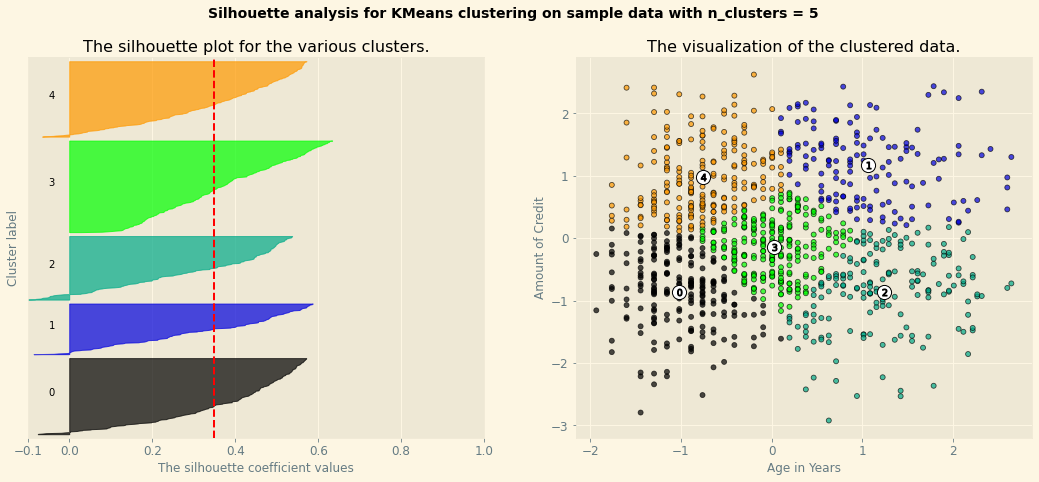 Silhouette analysis for KMeans clustering on sample data with n_clusters = 5
The silhouette plot for the various clusters.
Cluster label
4
3
2
1
0
−0.1 0.0 0.2 0.4 0.6 0.8 1.0
The silhouette coefficient values
The visualization of the clustered data.
Amount of Credit
2
1
0
−1
−2
−3
1
4
3
0
2
−2 −1 0 1 2
Age in Years